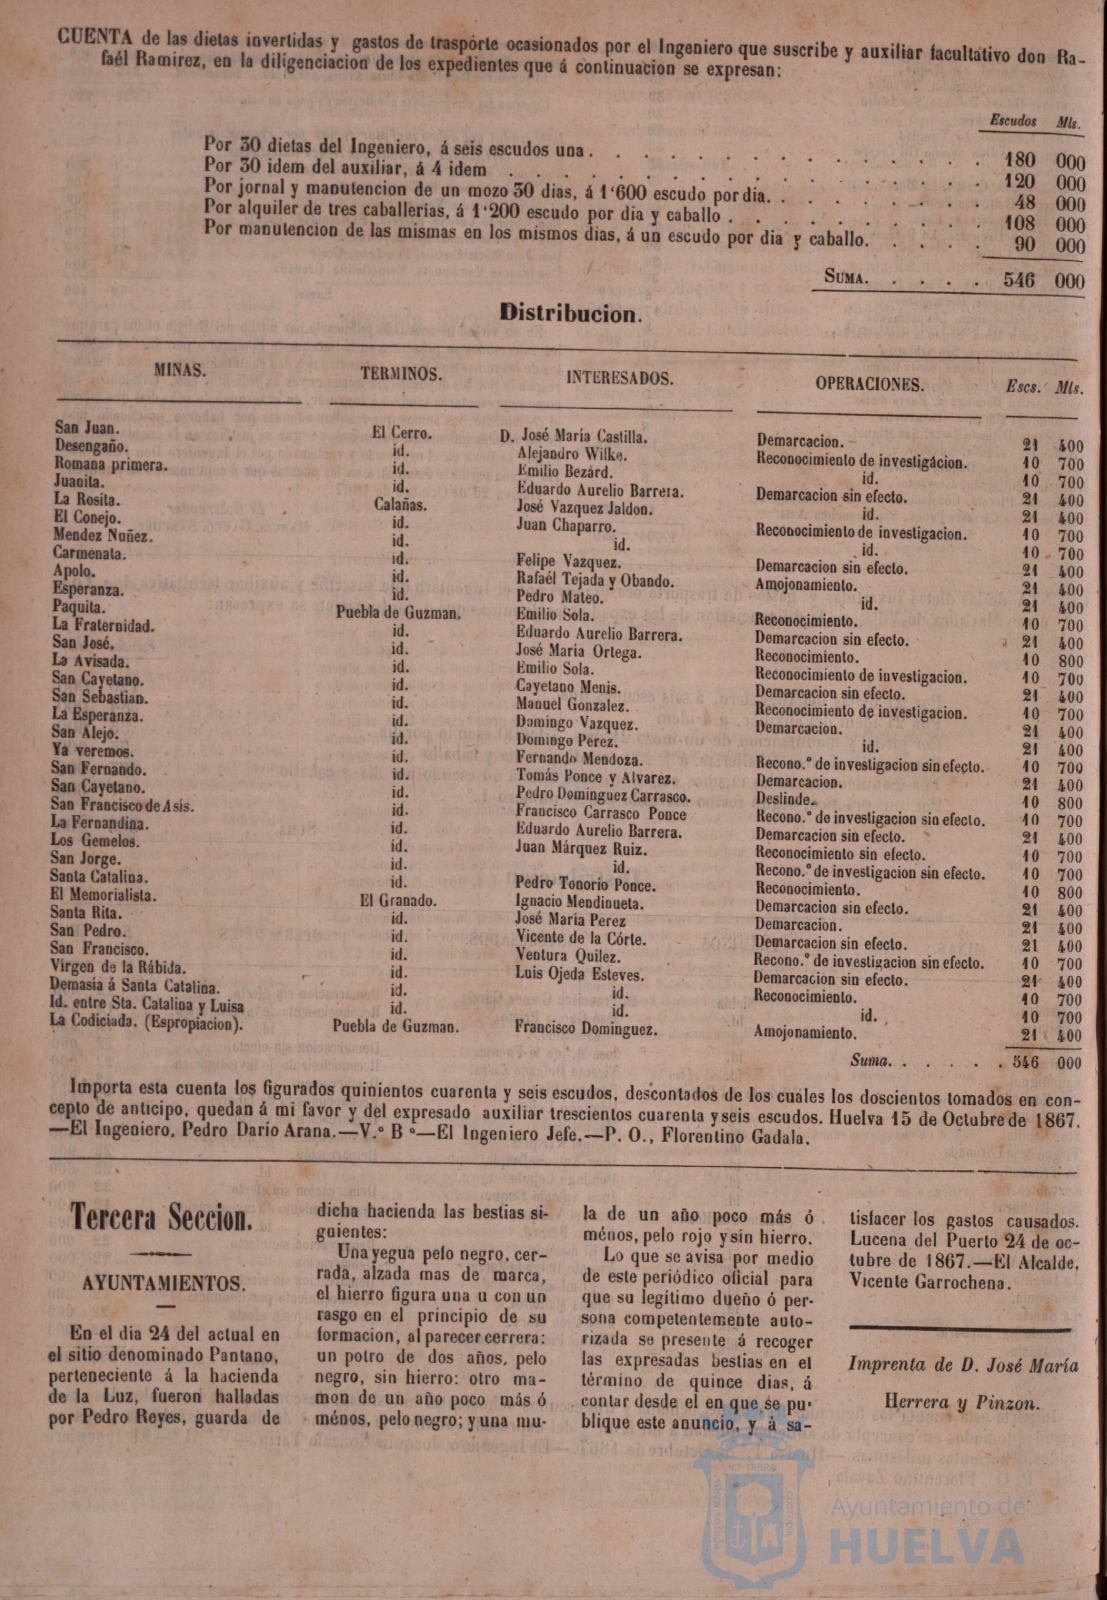 CUENTA de las dietas invertidas y gastos de trasporte ocasionados por el Ingeniero que suscribe y auxiliar facultativo don Ra-
faél Ramirez, en la diligenciacion de los expedientes que á continuacion se expresan:
Escudos Mls.
Por 30 dietas del Ingeniero, á seis escudos una. . . . . . . . . . . . . 180 000
Por 30 idem del auxiliar, á 4 idem . . . . . . . . . . . . . 120 000
Por jornal y manutencion de un mozo 30 dias, á 1'600 escudo por dia. . . . . . . . 48 000
Por alquiler de tres caballerias, á 1'200 escudo por dia y caballo . . . . . . . . 108 000
Por manutencion de las mismas en los mismos dias, á un escudo por dia y caballo. . . . . 90 000
SUMA. . . . . 546 000
Distribucion.
MINAS. TERMINOS. INTERESADOS. OPERACIONES. Escs. Mls.
San Juan. El Cerro. D. José María Castilla. Demarcacion. 21 400
Desengaño. id. Alejandro Wilke. Reconocimiento de investigacion. 10 700
Romana primera. id. Emilio Bezárd. id. 10 700
Juanita. id. Eduardo Aurelio Barrera. Demarcacion sin efecto. 21 400
La Rosita. Calañas. José Vazquez Jaldon. id. 21 400
El Conejo. id. Juan Chaparro. Reconocimiento de investigacion. 10 700
Mendez Nuñez. id. id. id. 10 700
Carmenata. id. Felipe Vazquez. Demarcacion sin efecto. 21 400
Apolo. id. Rafaél Tejada y Obando. Amojonamiento. 21 400
Esperanza. id. Pedro Mateo. id. 21 400
Paquita. Puebla de Guzman. Emilio Sola. Reconocimiento. 10 700
La Fraternidad. id. Eduardo Aurelio Barrera. Demarcacion sin efecto. 21 400
San José. id. José María Ortega. Reconocimiento. 10 800
La Avisada. id. Emilio Sola. Reconocimiento de investigacion. 10 700
San Cayetano. id. Cayetano Menis. Demarcacion sin efecto. 21 400
San Sebastian. id. Manuel Gonzalez. Reconocimiento de investigacion. 10 700
La Esperanza. id. Domingo Vazquez. Demarcacion. 21 400
San Alejo. id. Domingo Perez. id. 21 400
Ya veremos. id. Fernando Mendoza. Recono.º de investigacion sin efecto. 10 700
San Fernando. id. Tomás Ponce y Alvarez. Demarcacion. 21 400
San Cayetano. id. Pedro Dominguez Carrasco. Deslinde. 10 800
San Francisco de Asis. id. Francisco Carrasco Ponce Recono.º de investigacion sin efecto. 10 700
La Fernandina. id. Eduardo Aurelio Barrera. Demarcacion sin efecto. 21 400
Los Gemelos. id. Juan Márquez Ruiz. Reconocimiento sin efecto. 10 700
San Jorge. id. id. Recono.º de investigacion sin efecto. 10 700
Santa Catalina. id. Pedro Tonorio Ponce. Reconocimiento. 10 800
El Memorialista. El Granado. Ignacio Mendinueta. Demarcacion sin efecto. 21 400
Santa Rita. id. José María Perez Demarcacion. 21 400
San Pedro. id. Vicente de la Córte. Demarcacion sin efecto. 21 400
San Francisco. id. Ventura Quilez. Recono.º de investigacion sin efecto. 10 700
Virgen de la Rábida. id. Luis Ojeda Esteves. Demarcacion sin efecto. 21 400
Demasia á Santa Catalina. id. id. Reconocimiento. 10 700
Id. entre Sta. Catalina y Luisa id. id. id. 10 700
La Codiciada. (Espropiacion). Puebla de Guzman. Francisco Dominguez. Amojonamiento. 21 400
Suma. . . . . . 546 000
Importa esta cuenta los figurados quinientos cuarenta y seis escudos, descontados de los cuales los doscientos tomados en con-
cepto de anticipo, quedan á mi favor y del expresado auxiliar trescientos cuarenta y seis escudos. Huelva 15 de Octubre de 1867.
—El Ingeniero, Pedro Dario Arana.—V.º B º—El Ingeniero Jefe.—P. O., Florentino Gadala.
Tercera Seccion.
AYUNTAMIENTOS.
En el dia 24 del actual en
el sitio denominado Pantano,
perteneciente á la hacienda
de la Luz, fueron halladas
por Pedro Reyes, guarda de
dicha hacienda las bestias si-
guientes:
Una yegua pelo negro, cer-
rada, alzada mas de marca,
el hierro figura una u con un
rasgo en el principio de su
formacion, al parecer cerrera:
un potro de dos años, pelo
negro, sin hierro: otro ma-
mon de un año poco más ó
ménos, pelo negro; y una mu-
la de un año poco más ó
ménos, pelo rojo y sin hierro.
Lo que se avisa por medio
de este periódico oficial para
que su legítimo dueño ó per-
sona competentemente auto-
rizada se presente á recoger
las expresadas bestias en el
término de quince dias, á
contar desde el en que se pu-
blique este anuncio, y à sa-
tisfacer los gastos causados.
Lucena del Puerto 24 de oc-
tubre de 1867.—El Alcalde,
Vicente Garrochena.
Imprenta de D. José María
Herrera y Pinzon.
Ayuntamiento de
HUELVA